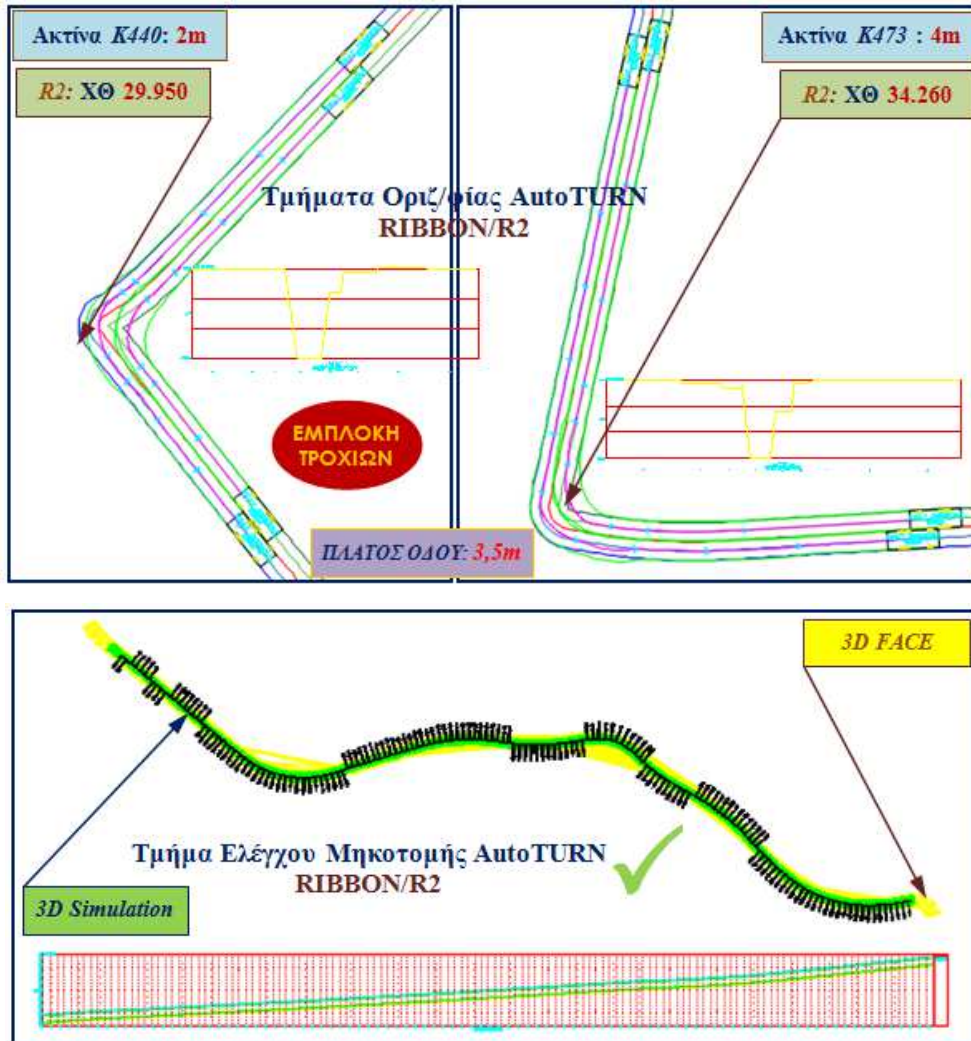 Ακτίνα K440: 2m
R2: ΧΘ 29.950
Ακτίνα K473 : 4m
R2: ΧΘ 34.260
Τμήματα Οριζ/φίας AutoTURN
RIBBON/R2
ΕΜΠΛΟΚΗ
ΤΡΟΧΙΩΝ
ΠΛΑΤΟΣ ΟΔΟΥ: 3,5m
3D FACE
Τμήμα Ελέγχου Μηκοτομής AutoTURN
RIBBON/R2
3D Simulation